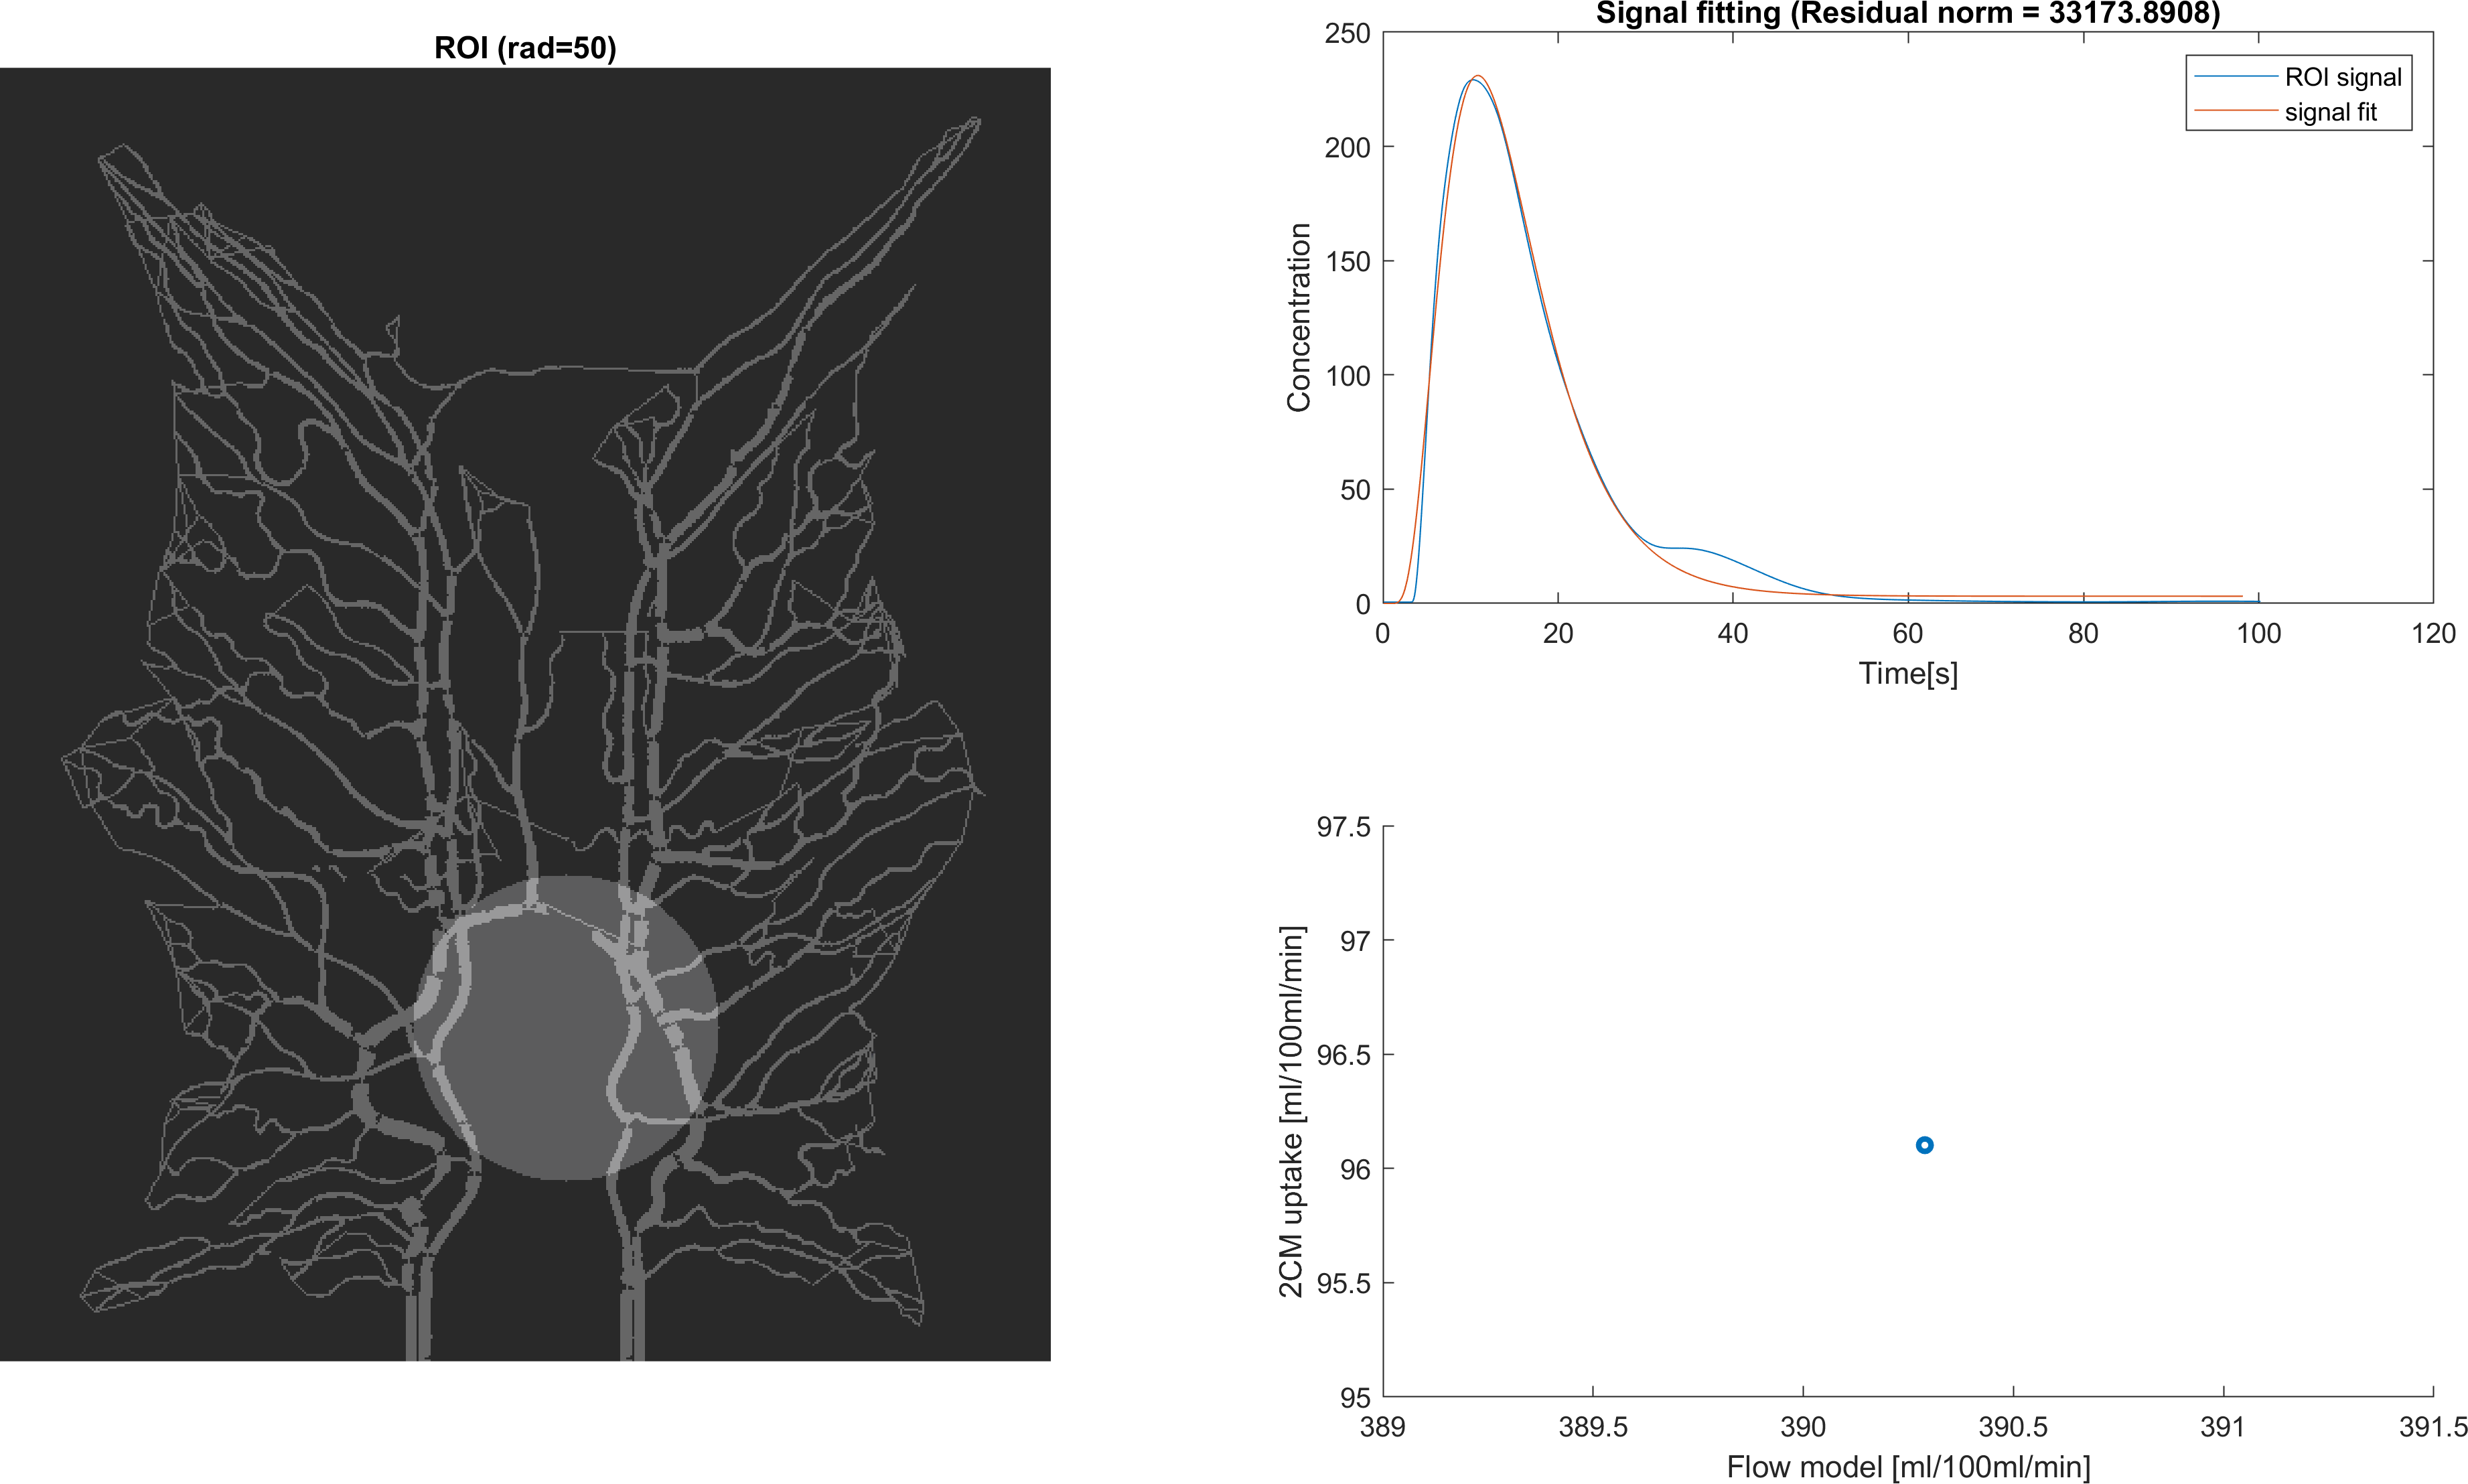 ROI (rad=50)
Signal fitting (Residual norm = 33173.8908)
250
200
150
100
50
0
Concentration
ROI signal
signal fit
0 20 40 60 80 100 120
Time[s]
97.5
97
96.5
96
95.5
95
2CM uptake [ml/100ml/min]
389 389.5 390 390.5 391 391.5
Flow model [ml/100ml/min]